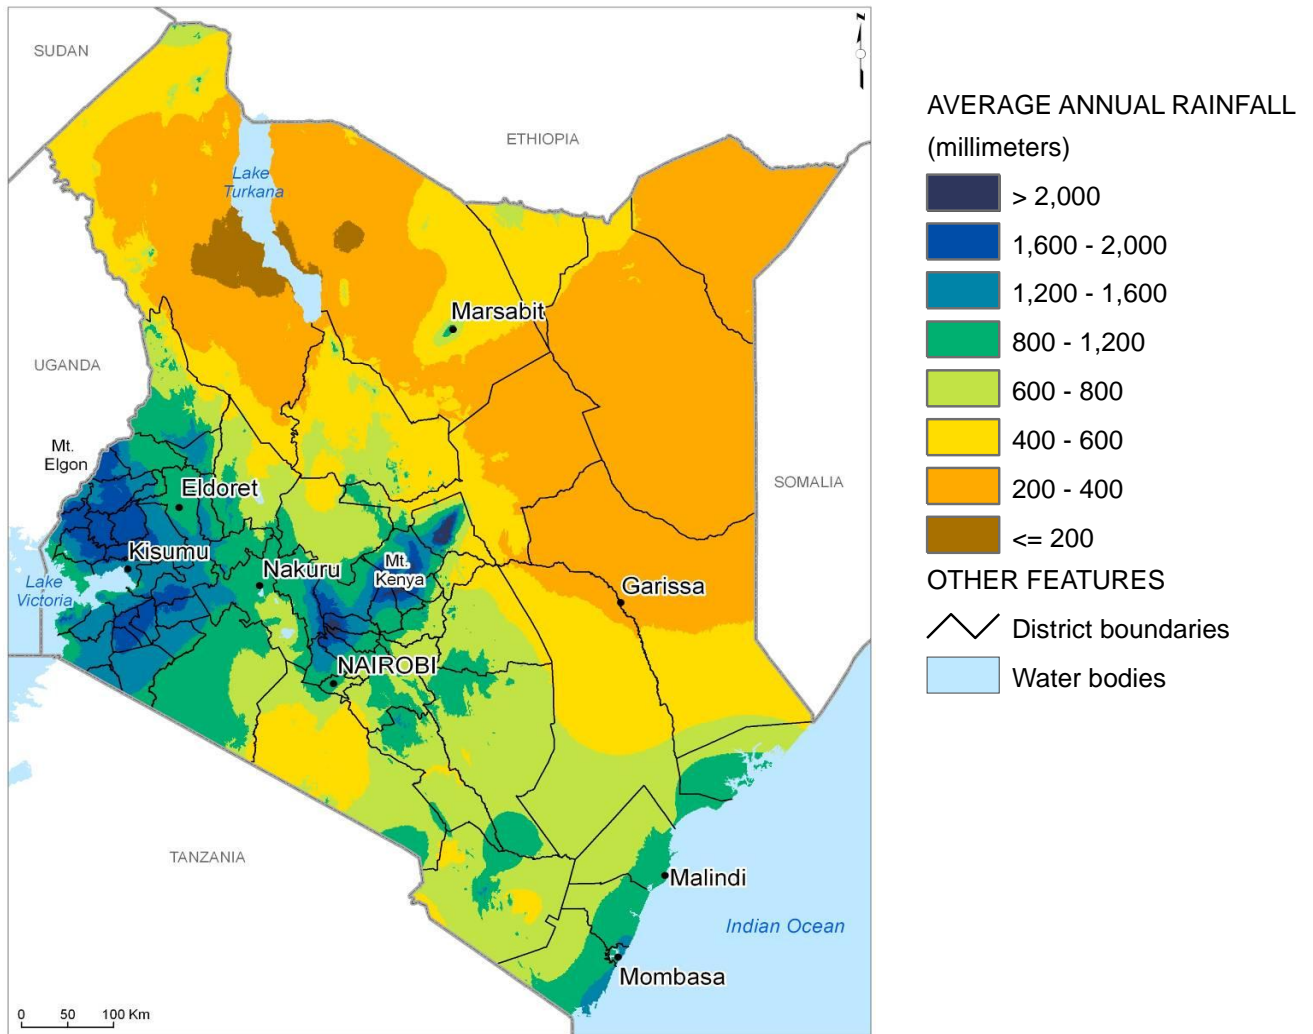 SUDAN
z
ETHIOPIA
Lake
Turkana
Marsabit
UGANDA
Mt.
Elgon
Eldoret
SOMALIA
Kisumu
Mt.
Kenya
Nakuru
Lake
Victoria
Garissa
NAIROBI
TANZANIA
Malindi
Indian Ocean
Mombasa
0 50 100 Km
AVERAGE ANNUAL RAINFALL
(millimeters)
> 2,000
1,600 - 2,000
1,200 - 1,600
800 - 1,200
600 - 800
400 - 600
200 - 400
<= 200
OTHER FEATURES
District boundaries
Water bodies